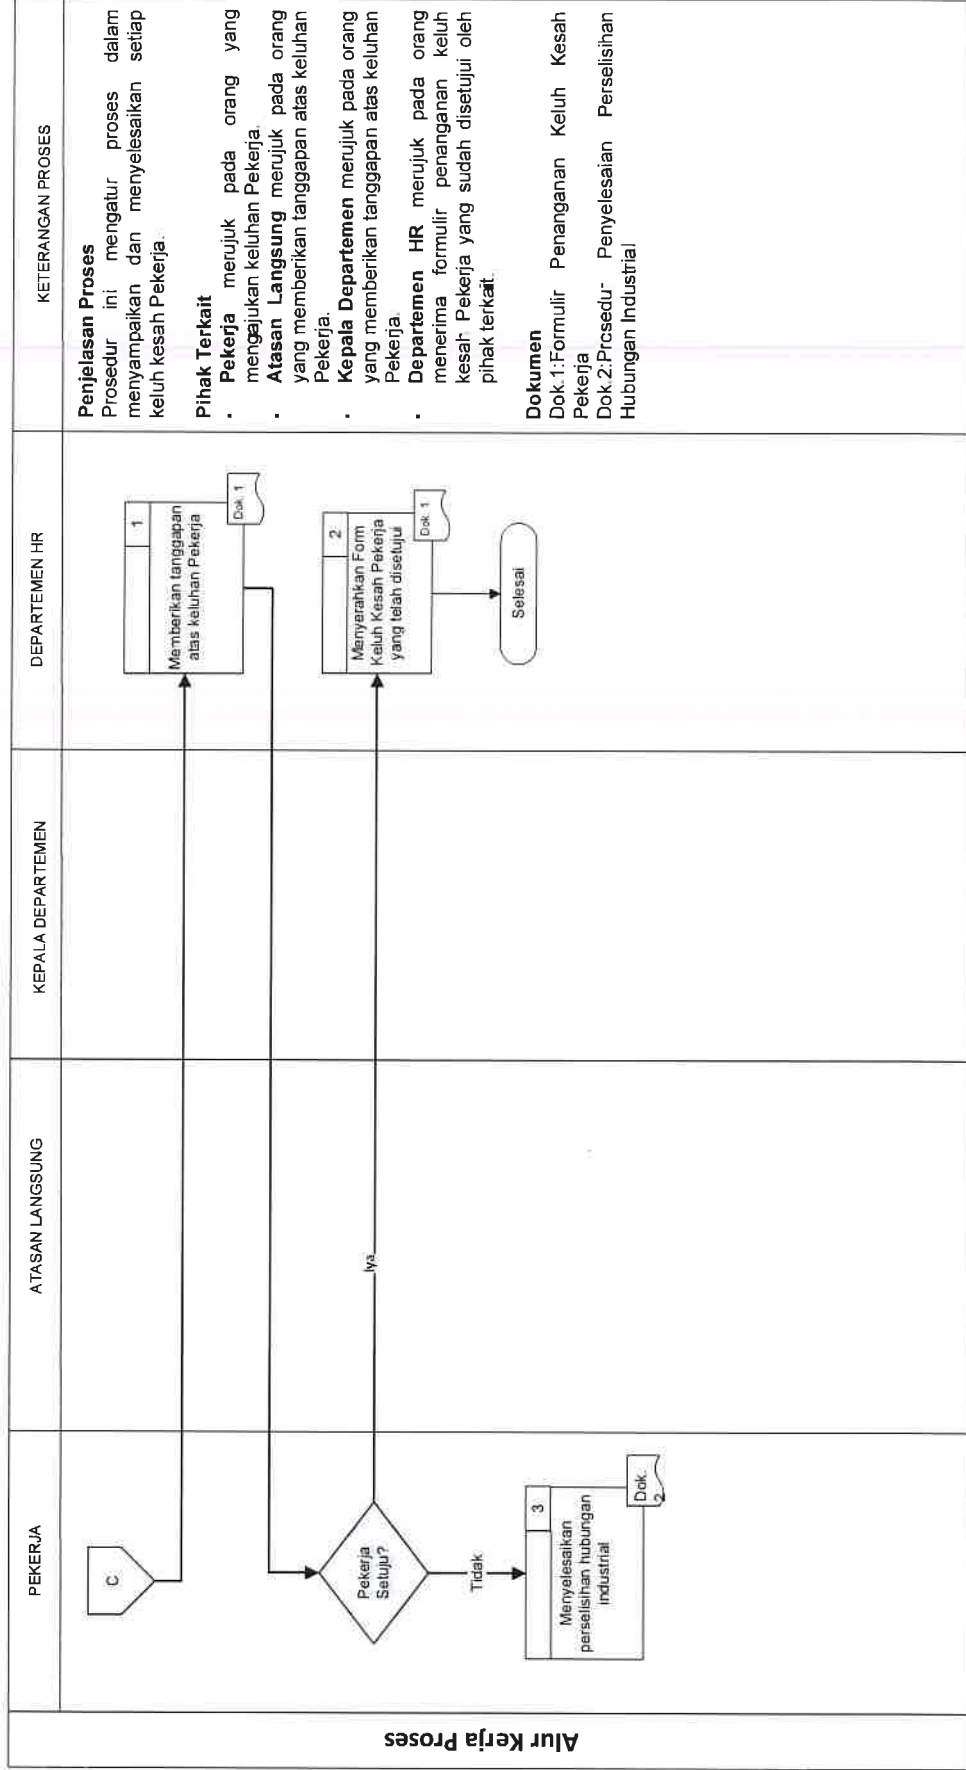 Alur Kerja Proses
PEKERJA
ATASAN LANGSUNG
KEPALA DEPARTEMEN
DEPARTEMEN HR
KETERANGAN PROSES
C
1
Memberikan tanggapan
atas keluhan Pekerja
Dok. 1
Pekerja
Setuju?
Iya
Tidak
2
Menyerahkan Form
Keluh Kesah Pekerja
yang telah disetujui
Dok. 1
Selesai
3
Menyelesaikan
perselisihan hubungan
industrial
Dok.
2
Penjelasan Proses
Prosedur ini mengatur proses dalam
menyampaikan dan menyelesaikan setiap
keluh kesah Pekerja.
Pihak Terkait
• Pekerja merujuk pada orang yang
mengajukan keluhan Pekerja.
• Atasan Langsung merujuk pada orang
yang memberikan tanggapan atas keluhan
Pekerja.
• Kepala Departemen merujuk pada orang
yang memberikan tanggapan atas keluhan
Pekerja.
• Departemen HR merujuk pada orang
menerima formulir penanganan keluh
kesah Pekerja yang sudah disetujui oleh
pihak terkait.
Dokumen
Dok.1:Formulir Penanganan Keluh Kesah
Pekerja
Dok.2:Prosedu- Penyelesaian Perselisihan
Hubungan Industrial